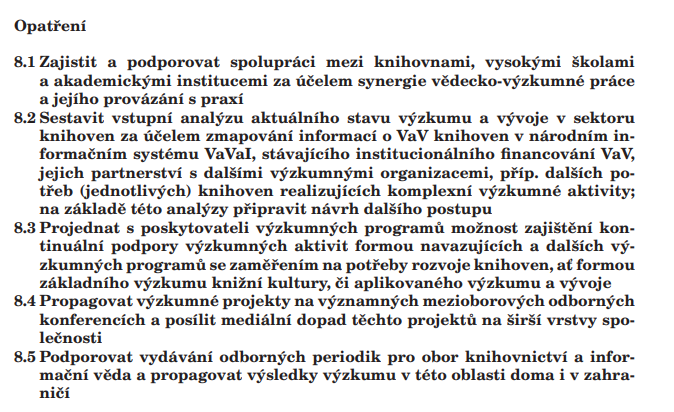 Opatření
8.1 Zajistit a podporovat spolupráci mezi knihovnami, vysokými školami
a akademickými institucemi za účelem synergie vědecko-výzkumné práce
a jejího provázání s praxí
8.2 Sestavit vstupní analýzu aktuálního stavu výzkumu a vývoje v sektoru
knihoven za účelem zmapování informací o VaV knihoven v národním in-
formačním systému VaVaI, stávajícího institucionálního financování VaV,
jejich partnerství s dalšími výzkumnými organizacemi, příp. dalších po-
třeb (jednotlivých) knihoven realizujících komplexní výzkumné aktivity;
na základě této analýzy připravit návrh dalšího postupu
8.3 Projednat s poskytovateli výzkumných programů možnost zajištění kon-
tinuální podpory výzkumných aktivit formou navazujících a dalších vý-
zkumných programů se zaměřením na potřeby rozvoje knihoven, ať formou
základního výzkumu knižní kultury, či aplikovaného výzkumu a vývoje
8.4 Propagovat výzkumné projekty na významných mezioborových odborných
konferencích a posílit mediální dopad těchto projektů na širší vrstvy spo-
lečnosti
8.5 Podporovat vydávání odborných periodik pro obor knihovnictví a infor-
mační věda a propagovat výsledky výzkumu v této oblasti doma i v zahra-
ničí